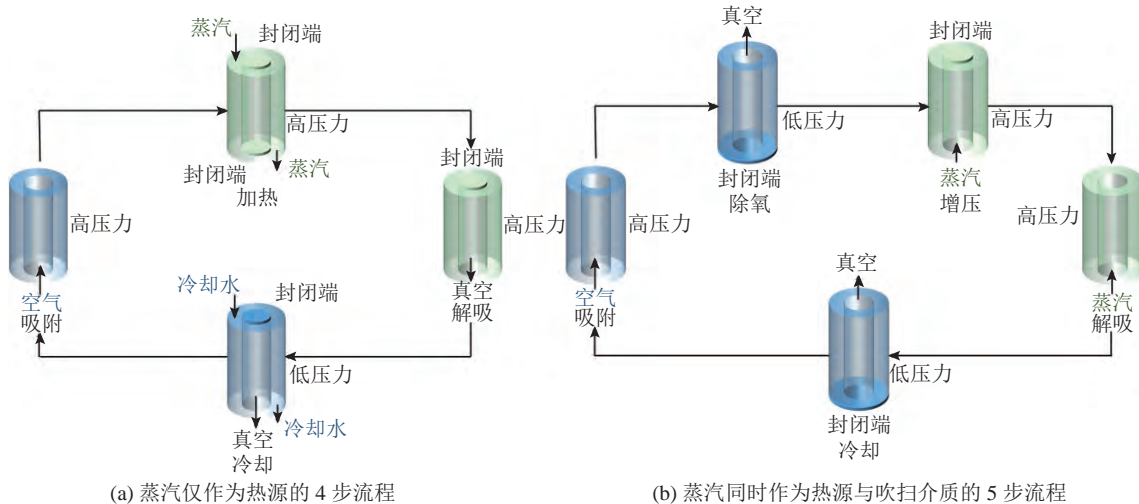 蒸汽
封闭端
高压力
封闭端
蒸汽
加热
封闭端
高压力
空气
吸附
高压力
真空
解吸
冷却水
封闭端
低压力
冷却水
真空
冷却
(a) 蒸汽仅作为热源的 4 步流程
真空
低压力
封闭端
除氧
封闭端
高压力
蒸汽
增压
高压力
空气
吸附
高压力
蒸汽
解吸
真空
低压力
封闭端
冷却
(b) 蒸汽同时作为热源与吹扫介质的 5 步流程